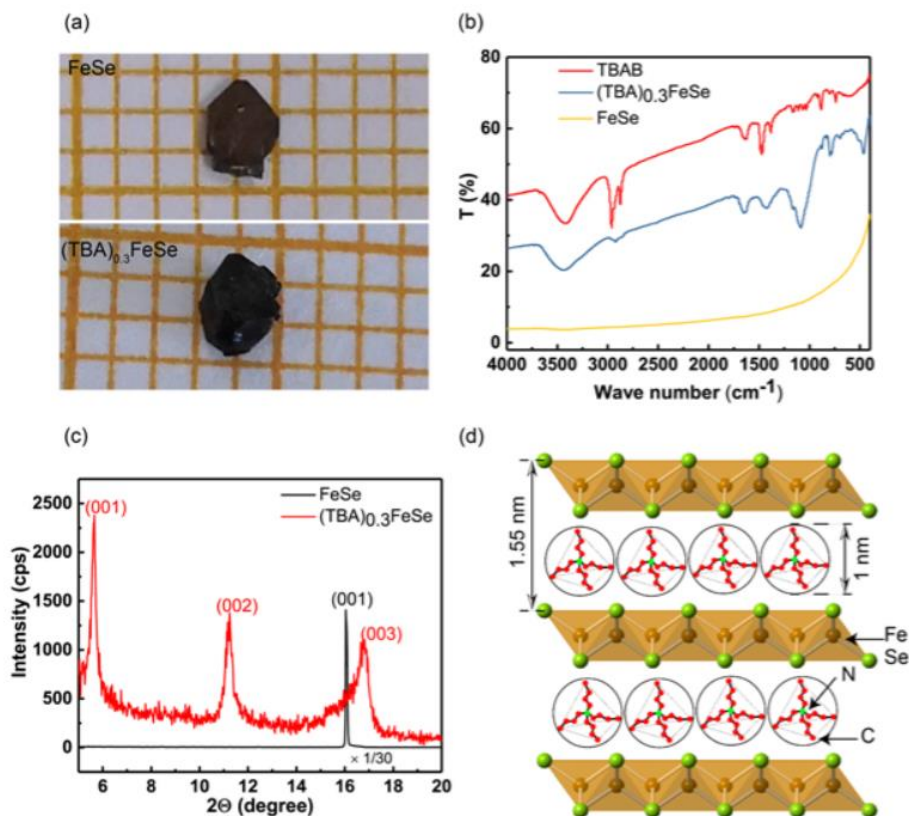 (a)
FeSe
(TBA)0.3FeSe
(b)
80
60
40
20
0
T (%)
TBAB
(TBA)0.3FeSe
FeSe
4000 3500 3000 2500 2000 1500 1000 500
Wave number (cm-1)
(c)
2500
2000
1500
1000
500
0
Intensity (cps)
FeSe
(TBA)0.3FeSe
(001)
(002)
(001)
(003)
× 1/30
6 8 10 12 14 16 18 20
2Θ (degree)
(d)
1.55 nm
1 nm
Fe
Se
N
C